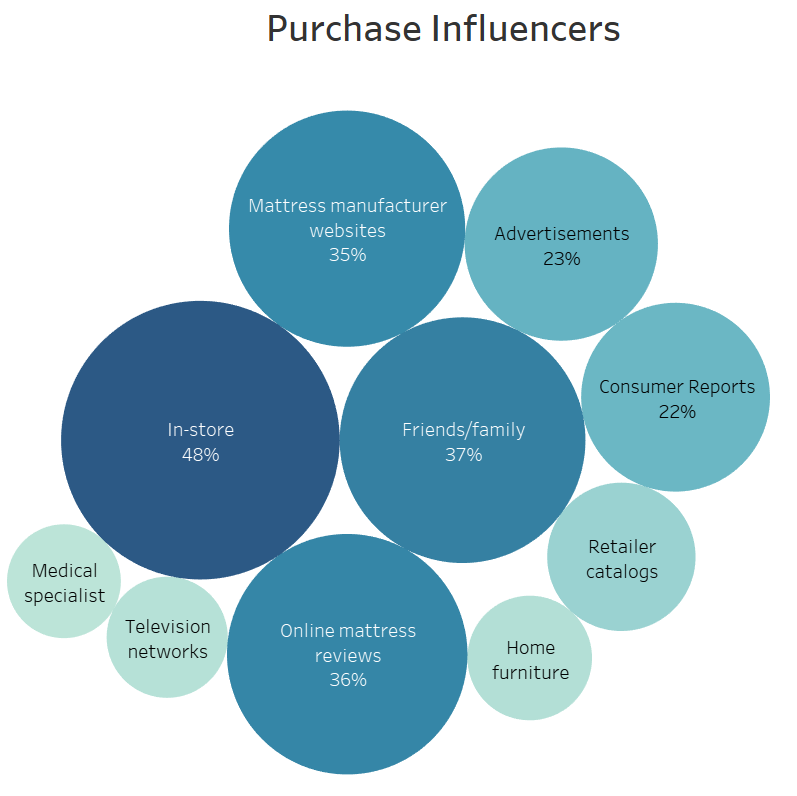 Purchase Influencers
Mattress manufacturer
websites
35%
Advertisements
23%
Consumer Reports
22%
In-store
48%
Friends/family
37%
Retailer
catalogs
Medical
specialist
Television
networks
Online mattress
reviews
36%
Home
furniture